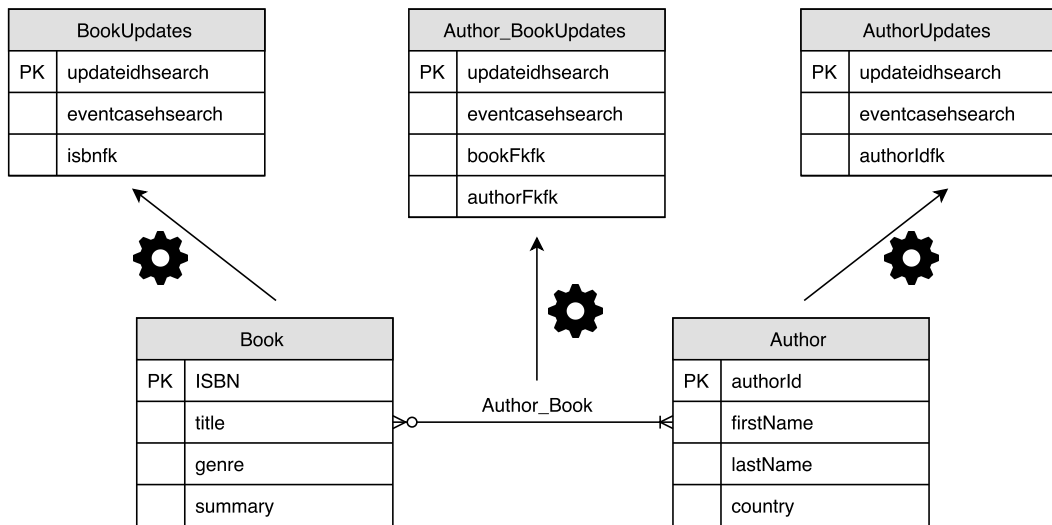 BookUpdates
PK updateidhsearch
eventcasehsearch
isbnfk
Author_BookUpdates
PK updateidhsearch
eventcasehsearch
bookFkfk
authorFkfk
AuthorUpdates
PK updateidhsearch
eventcasehsearch
authorIdfk
Book
PK ISBN
title
genre
summary
Author_Book
Author
PK authorId
firstName
lastName
country